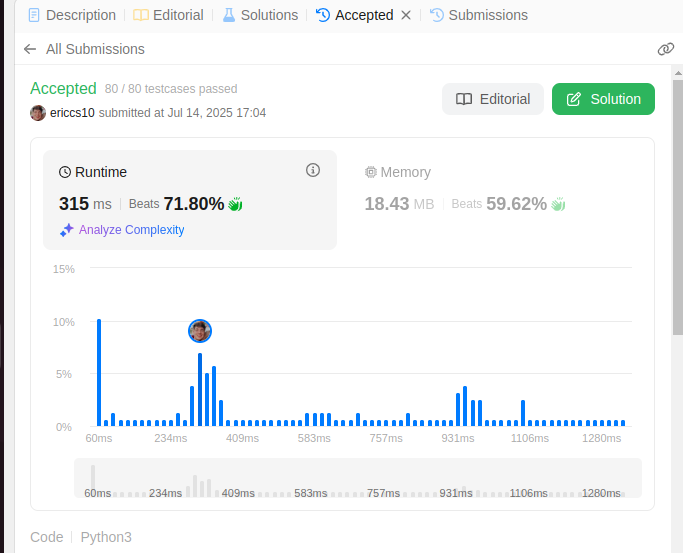 Description Editorial Solutions Accepted Submissions
All Submissions
Accepted 80 / 80 testcases passed
ericcs10 submitted at Jul 14, 2025 17:04
Editorial Solution
Runtime Memory
315 ms Beats 71.80% 18.43 MB Beats 59.62%
Analyze Complexity
15%
10%
5%
0%
60ms 234ms 409ms 583ms 757ms 931ms 1106ms 1280ms
60ms 234ms 409ms 583ms 757ms 931ms 1106ms 1280ms
Code Python3